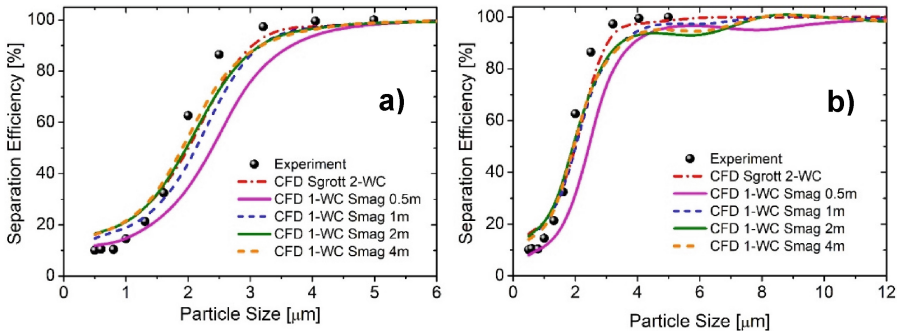 Separation Efficiency [%]
100
80
60
40
20
0
a)
Experiment
CFD Sgrott 2-WC
CFD 1-WC Smag 0.5m
CFD 1-WC Smag 1m
CFD 1-WC Smag 2m
CFD 1-WC Smag 4m
0 1 2 3 4 5 6
Particle Size [μm]
Separation Efficiency [%]
100
80
60
40
20
0
b)
Experiment
CFD Sgrott 2-WC
CFD 1-WC Smag 0.5m
CFD 1-WC Smag 1m
CFD 1-WC Smag 2m
CFD 1-WC Smag 4m
0 2 4 6 8 10 12
Particle Size [μm]